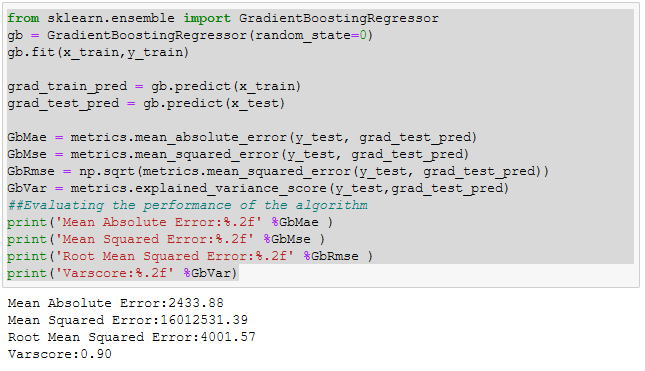 from sklearn.ensemble import GradientBoostingRegressor
gb = GradientBoostingRegressor(random_state=0)
gb.fit(x_train,y_train)
grad_train_pred = gb.predict(x_train)
grad_test_pred = gb.predict(x_test)
GbMae = metrics.mean_absolute_error(y_test, grad_test_pred)
GbMse = metrics.mean_squared_error(y_test, grad_test_pred)
GbRmse = np.sqrt(metrics.mean_squared_error(y_test, grad_test_pred))
GbVar = metrics.explained_variance_score(y_test,grad_test_pred)
##Evaluating the performance of the algorithm
print('Mean Absolute Error:%.2f' %GbMae )
print('Mean Squared Error:%.2f' %GbMse )
print('Root Mean Squared Error:%.2f' %GbRmse )
print('Varscore:%.2f' %GbVar)
Mean Absolute Error:2433.88
Mean Squared Error:16012531.39
Root Mean Squared Error:4001.57
Varscore:0.90